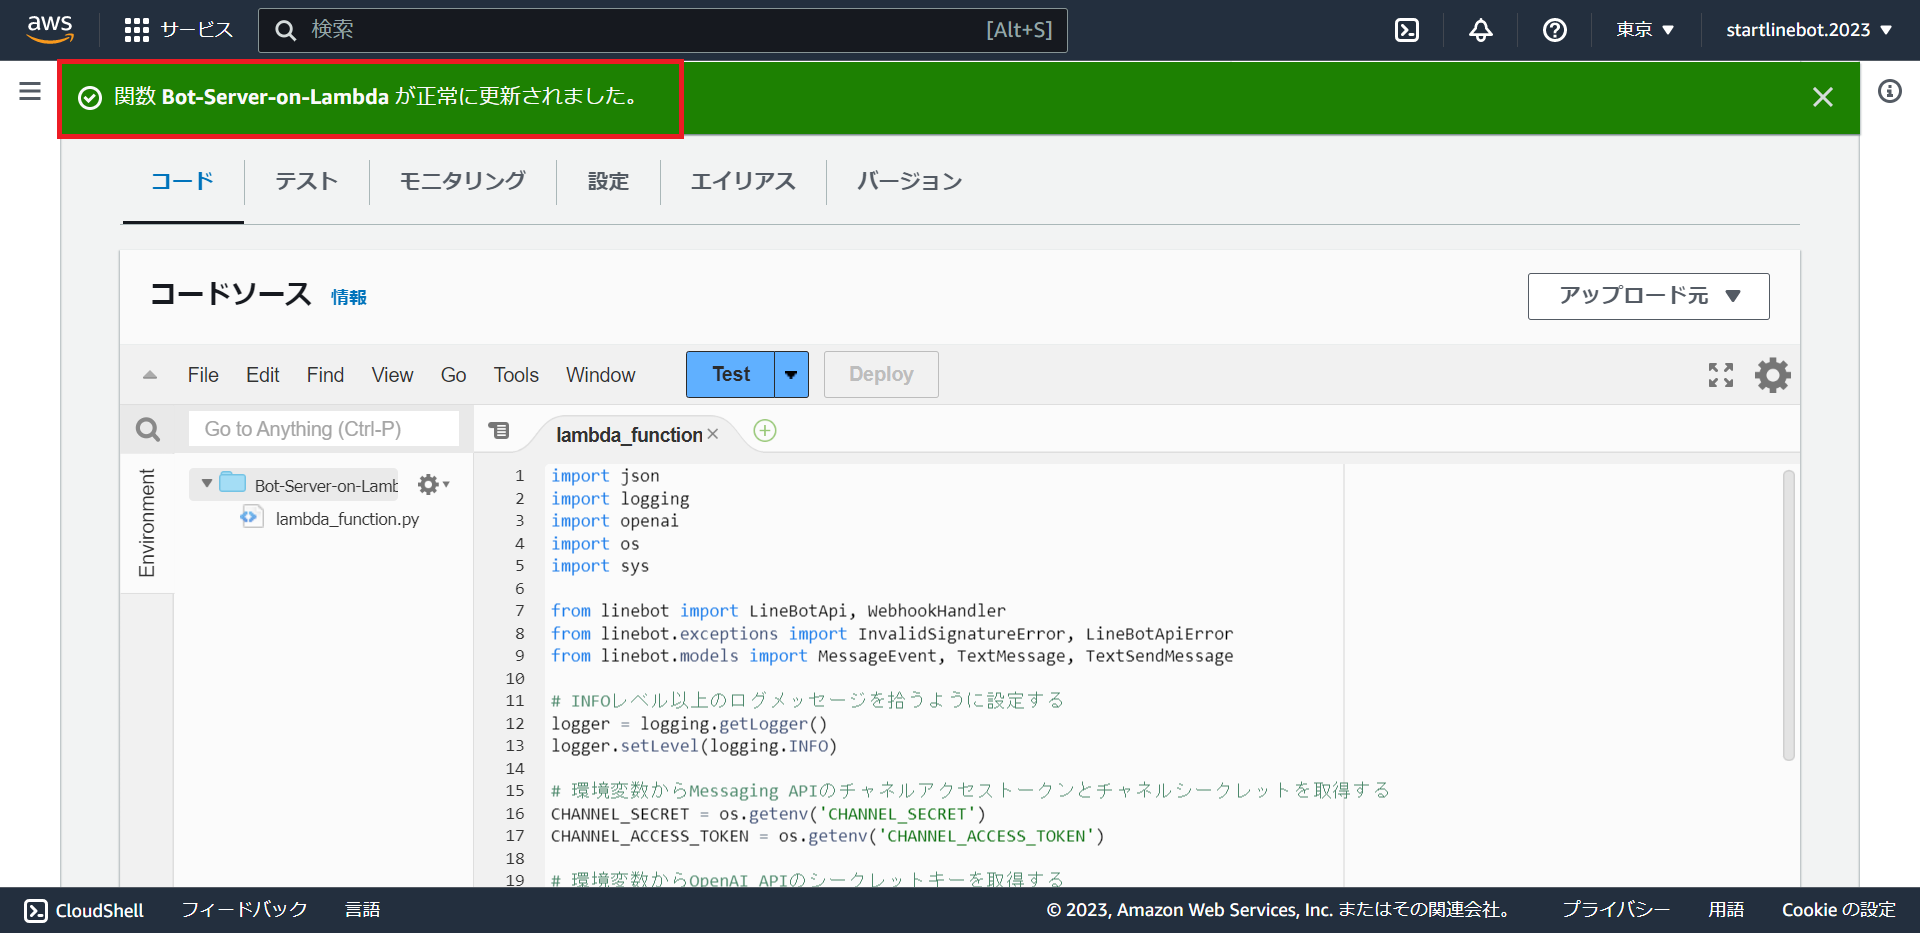 aws
サービス
検索
[Alt+S]
東京
startlinebot.2023
関数 Bot-Server-on-Lambda が正常に更新されました。
コード
テスト
モニタリング
設定
エイリアス
バージョン
コードソース 情報
アップロード元
File Edit Find View Go Tools Window
Test
Deploy
Go to Anything (Ctrl-P)
lambda_function
Environment
Bot-Server-on-Lamb
lambda_function.py
1 import json
2 import logging
3 import openai
4 import os
5 import sys
6
7 from linebot import LineBotApi, WebhookHandler
8 from linebot.exceptions import InvalidSignatureError, LineBotApiError
9 from linebot.models import MessageEvent, TextMessage, TextSendMessage
10
11 # INFOレベル以上のログメッセージを拾うように設定する
12 logger = logging.getLogger()
13 logger.setLevel(logging.INFO)
14
15 # 環境変数からMessaging APIのチャネルアクセストークンとチャネルシークレットを取得する
16 CHANNEL_SECRET = os.getenv('CHANNEL_SECRET')
17 CHANNEL_ACCESS_TOKEN = os.getenv('CHANNEL_ACCESS_TOKEN')
18
19 # 環境変数からOpenAI APIのシークレットキーを取得する
CloudShell
フィードバック
言語
© 2023, Amazon Web Services, Inc. またはその関連会社。
プライバシー
用語
Cookie の設定